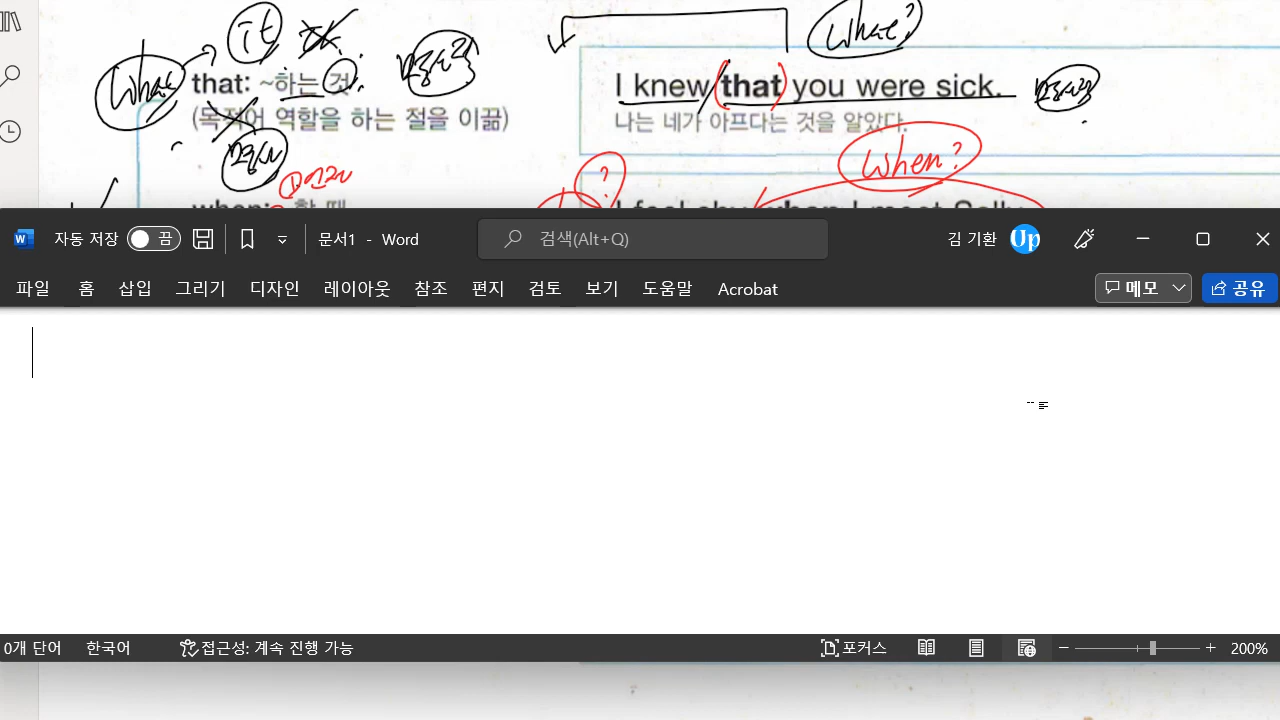 it
What?
What
that: ~하는 것
I knew (that) you were sick.
(목적어 역할을 하는 절을 이끎)
나는 네가 아프다는 것을 알았다.
명사
When?
?
자동 저장 끔 문서1 - Word 검색(Alt+Q) 김 기환 Up
파일 홈 삽입 그리기 디자인 레이아웃 참조 편지 검토 보기 도움말 Acrobat 메모 공유
0개 단어 한국어 접근성: 계속 진행 가능 포커스 200%